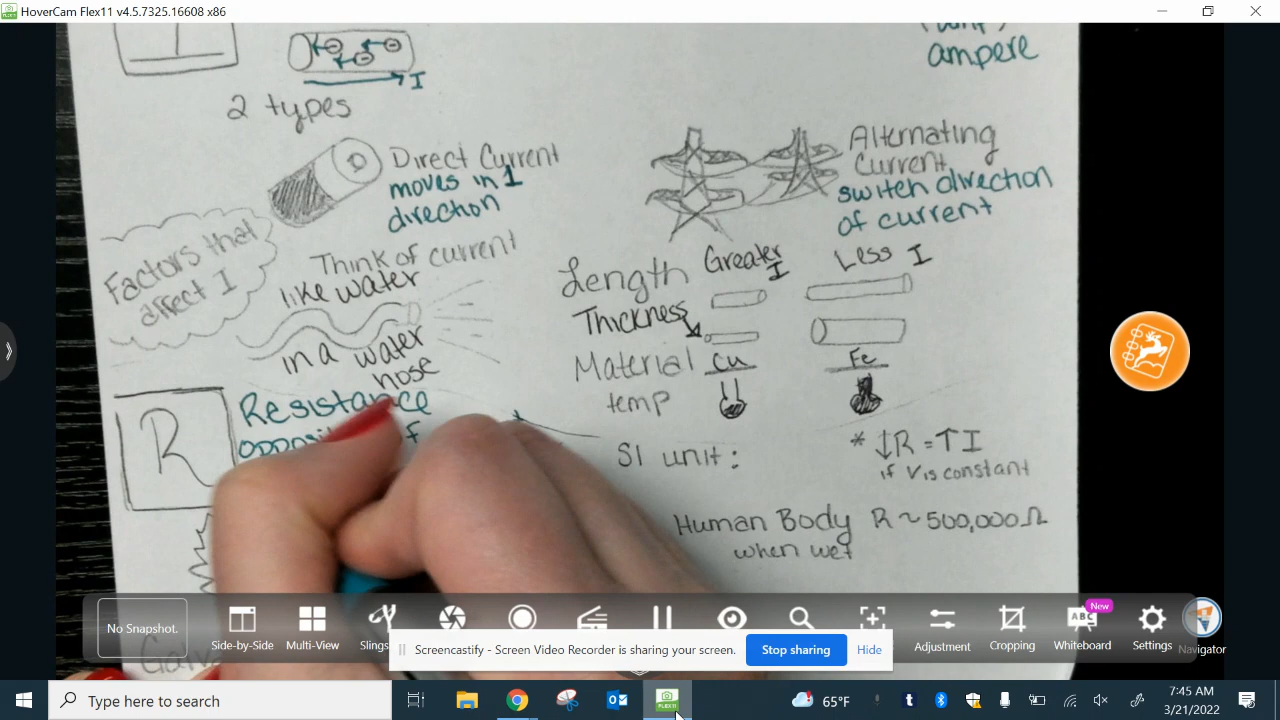 HoverCam Flex11 v4.5.7325.16608 x86
ampere
I
I
2 types
Direct Current
moves in 1
direction
Alternating
Current
switch direction
of current
Factors that
affect I
Think of current
like water
in a water
hose
Length Greater I Less I
Thickness
Material Cu Fe
temp
R
Resistance
f
SI unit:
* ↓R = ↑I
if V is constant
Human Body R ~ 500,000Ω
when wet
No Snapshot.
Side-by-Side
Multi-View
Slings
Adjustment
Cropping
New
ABC
Whiteboard
Settings
Navigator
Screencastify - Screen Video Recorder is sharing your screen.
Stop sharing
Hide
FLEX11
Type here to search
65°F
7:45 AM
3/21/2022